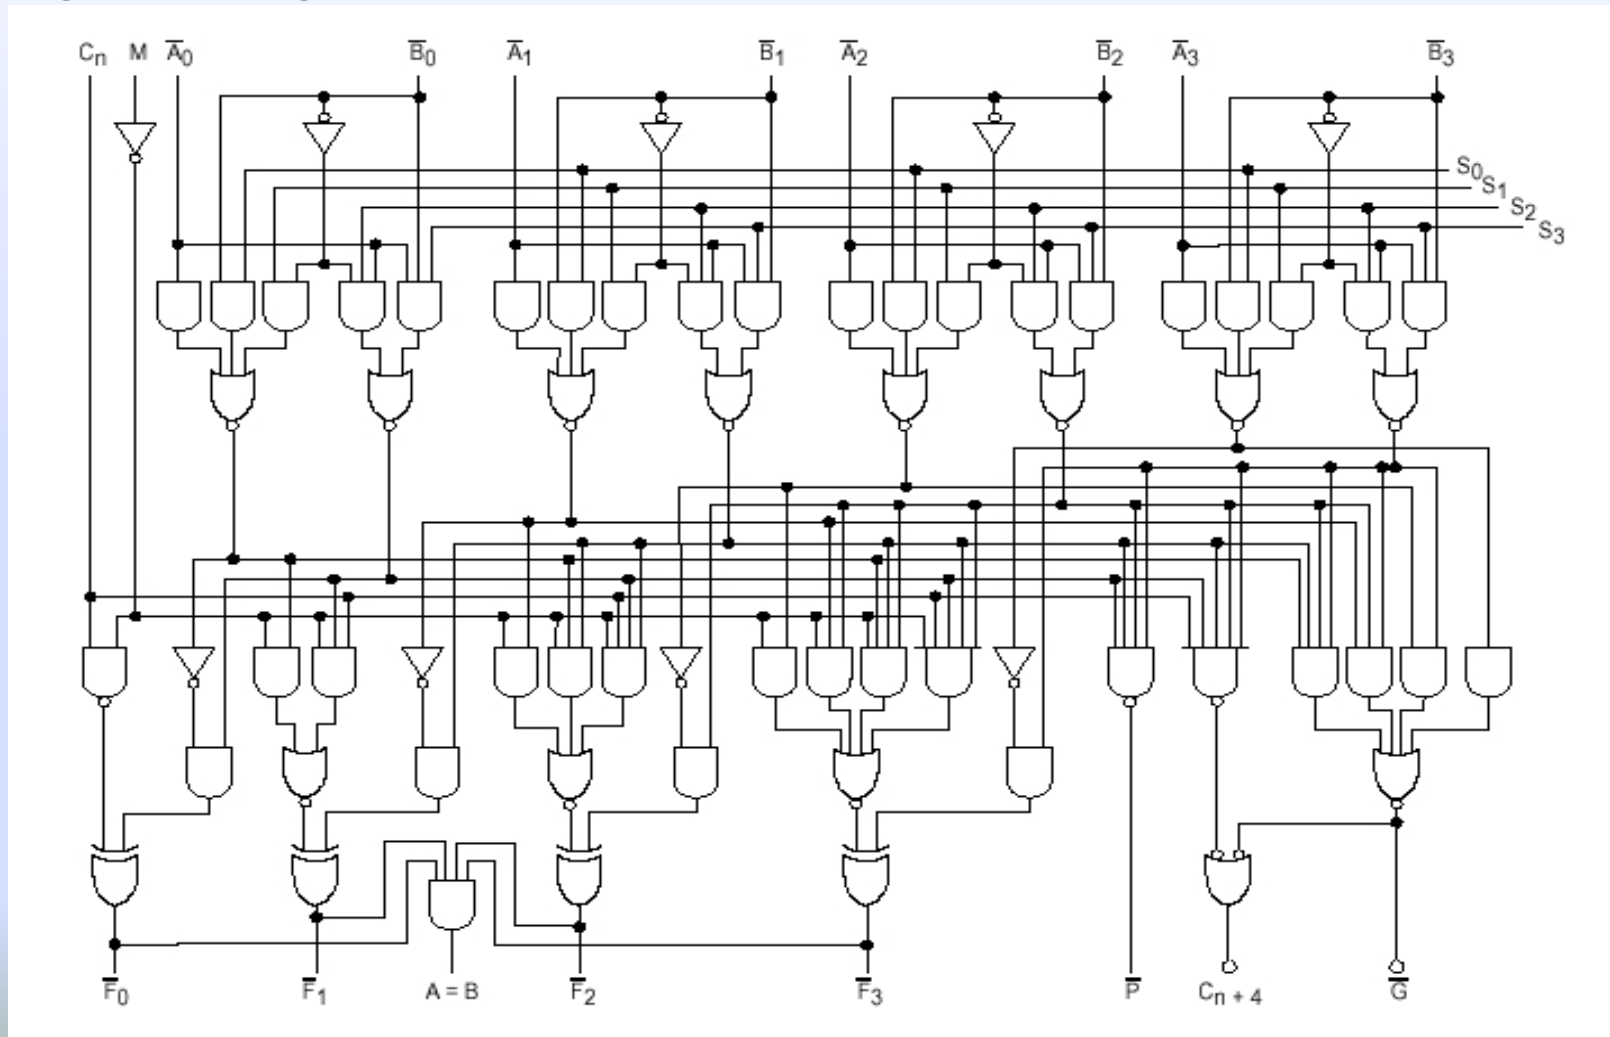 Cn M A̅0 B̅0 A̅1 B̅1 A̅2 B̅2 A̅3 B̅3
S0
S1
S2
S3
F̅0 F̅1 A = B F̅2 F̅3 P̅ Cn + 4 G̅